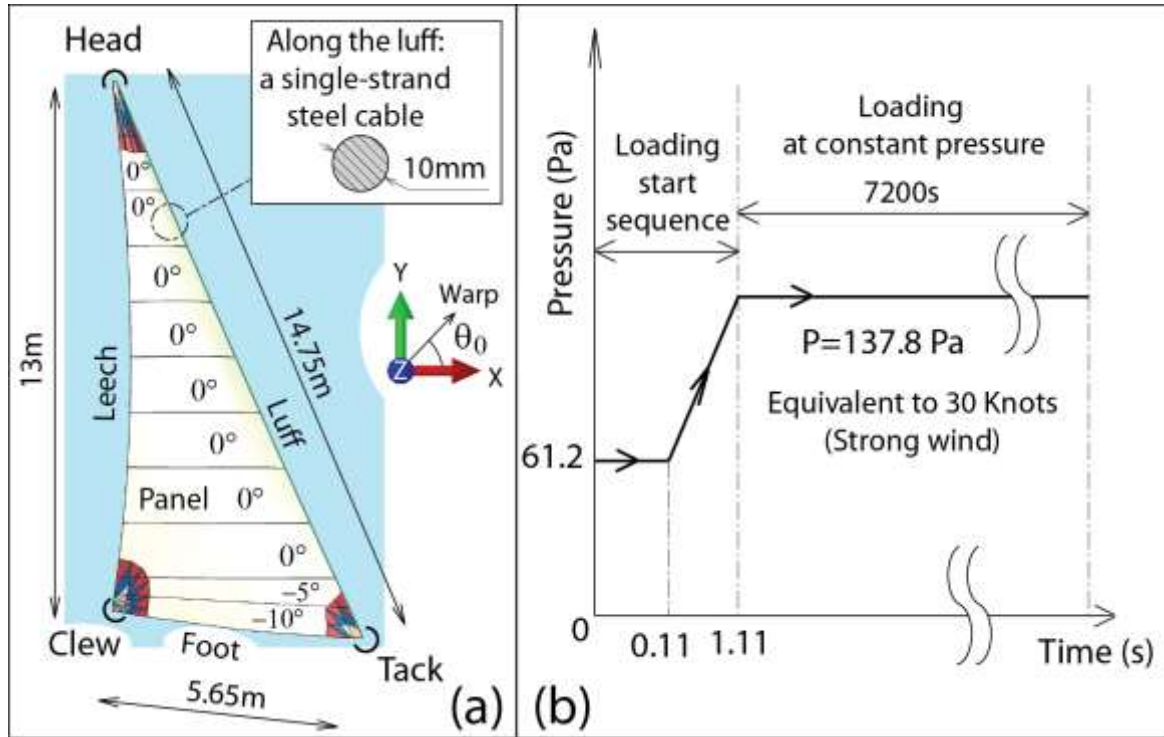 Head
Along the luff:
a single-strand
steel cable
10mm
0°
0°
0°
0°
0°
0°
0°
0°
-5°
-10°
13m
Leech
14.75m
Luff
Panel
Y
Warp
θ0
Z
X
Clew
Foot
Tack
5.65m
(a)
Pressure (Pa)
Loading
start
sequence
Loading
at constant pressure
7200s
P=137.8 Pa
Equivalent to 30 Knots
(Strong wind)
61.2
0
0.11
1.11
Time (s)
(b)